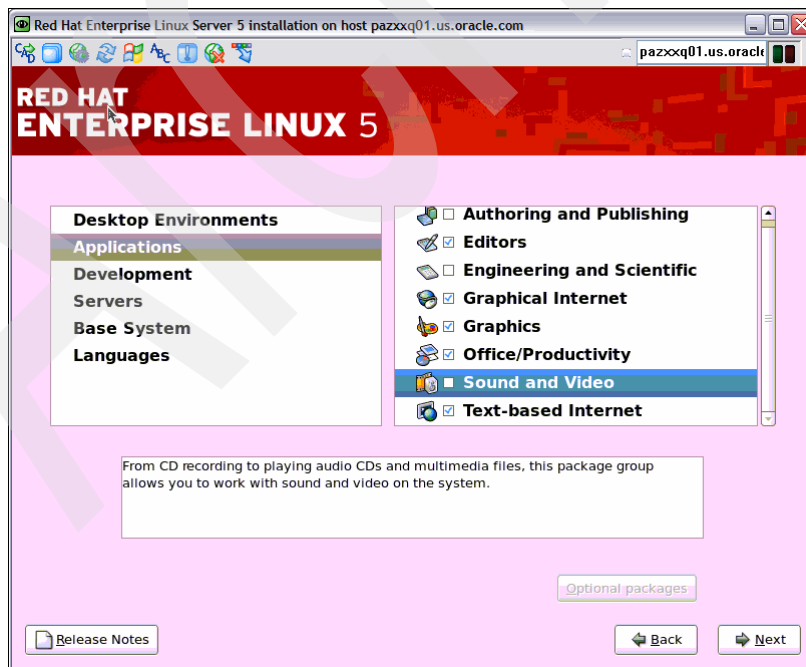 Red Hat Enterprise Linux Server 5 installation on host pazxxq01.us.oracle.com
pazxxq01.us.oracle
RED HAT
ENTERPRISE LINUX 5
Desktop Environments
Applications
Development
Servers
Base System
Languages
Authoring and Publishing
Editors
Engineering and Scientific
Graphical Internet
Graphics
Office/Productivity
Sound and Video
Text-based Internet
From CD recording to playing audio CDs and multimedia files, this package group
allows you to work with sound and video on the system.
Optional packages
Release Notes
Back
Next